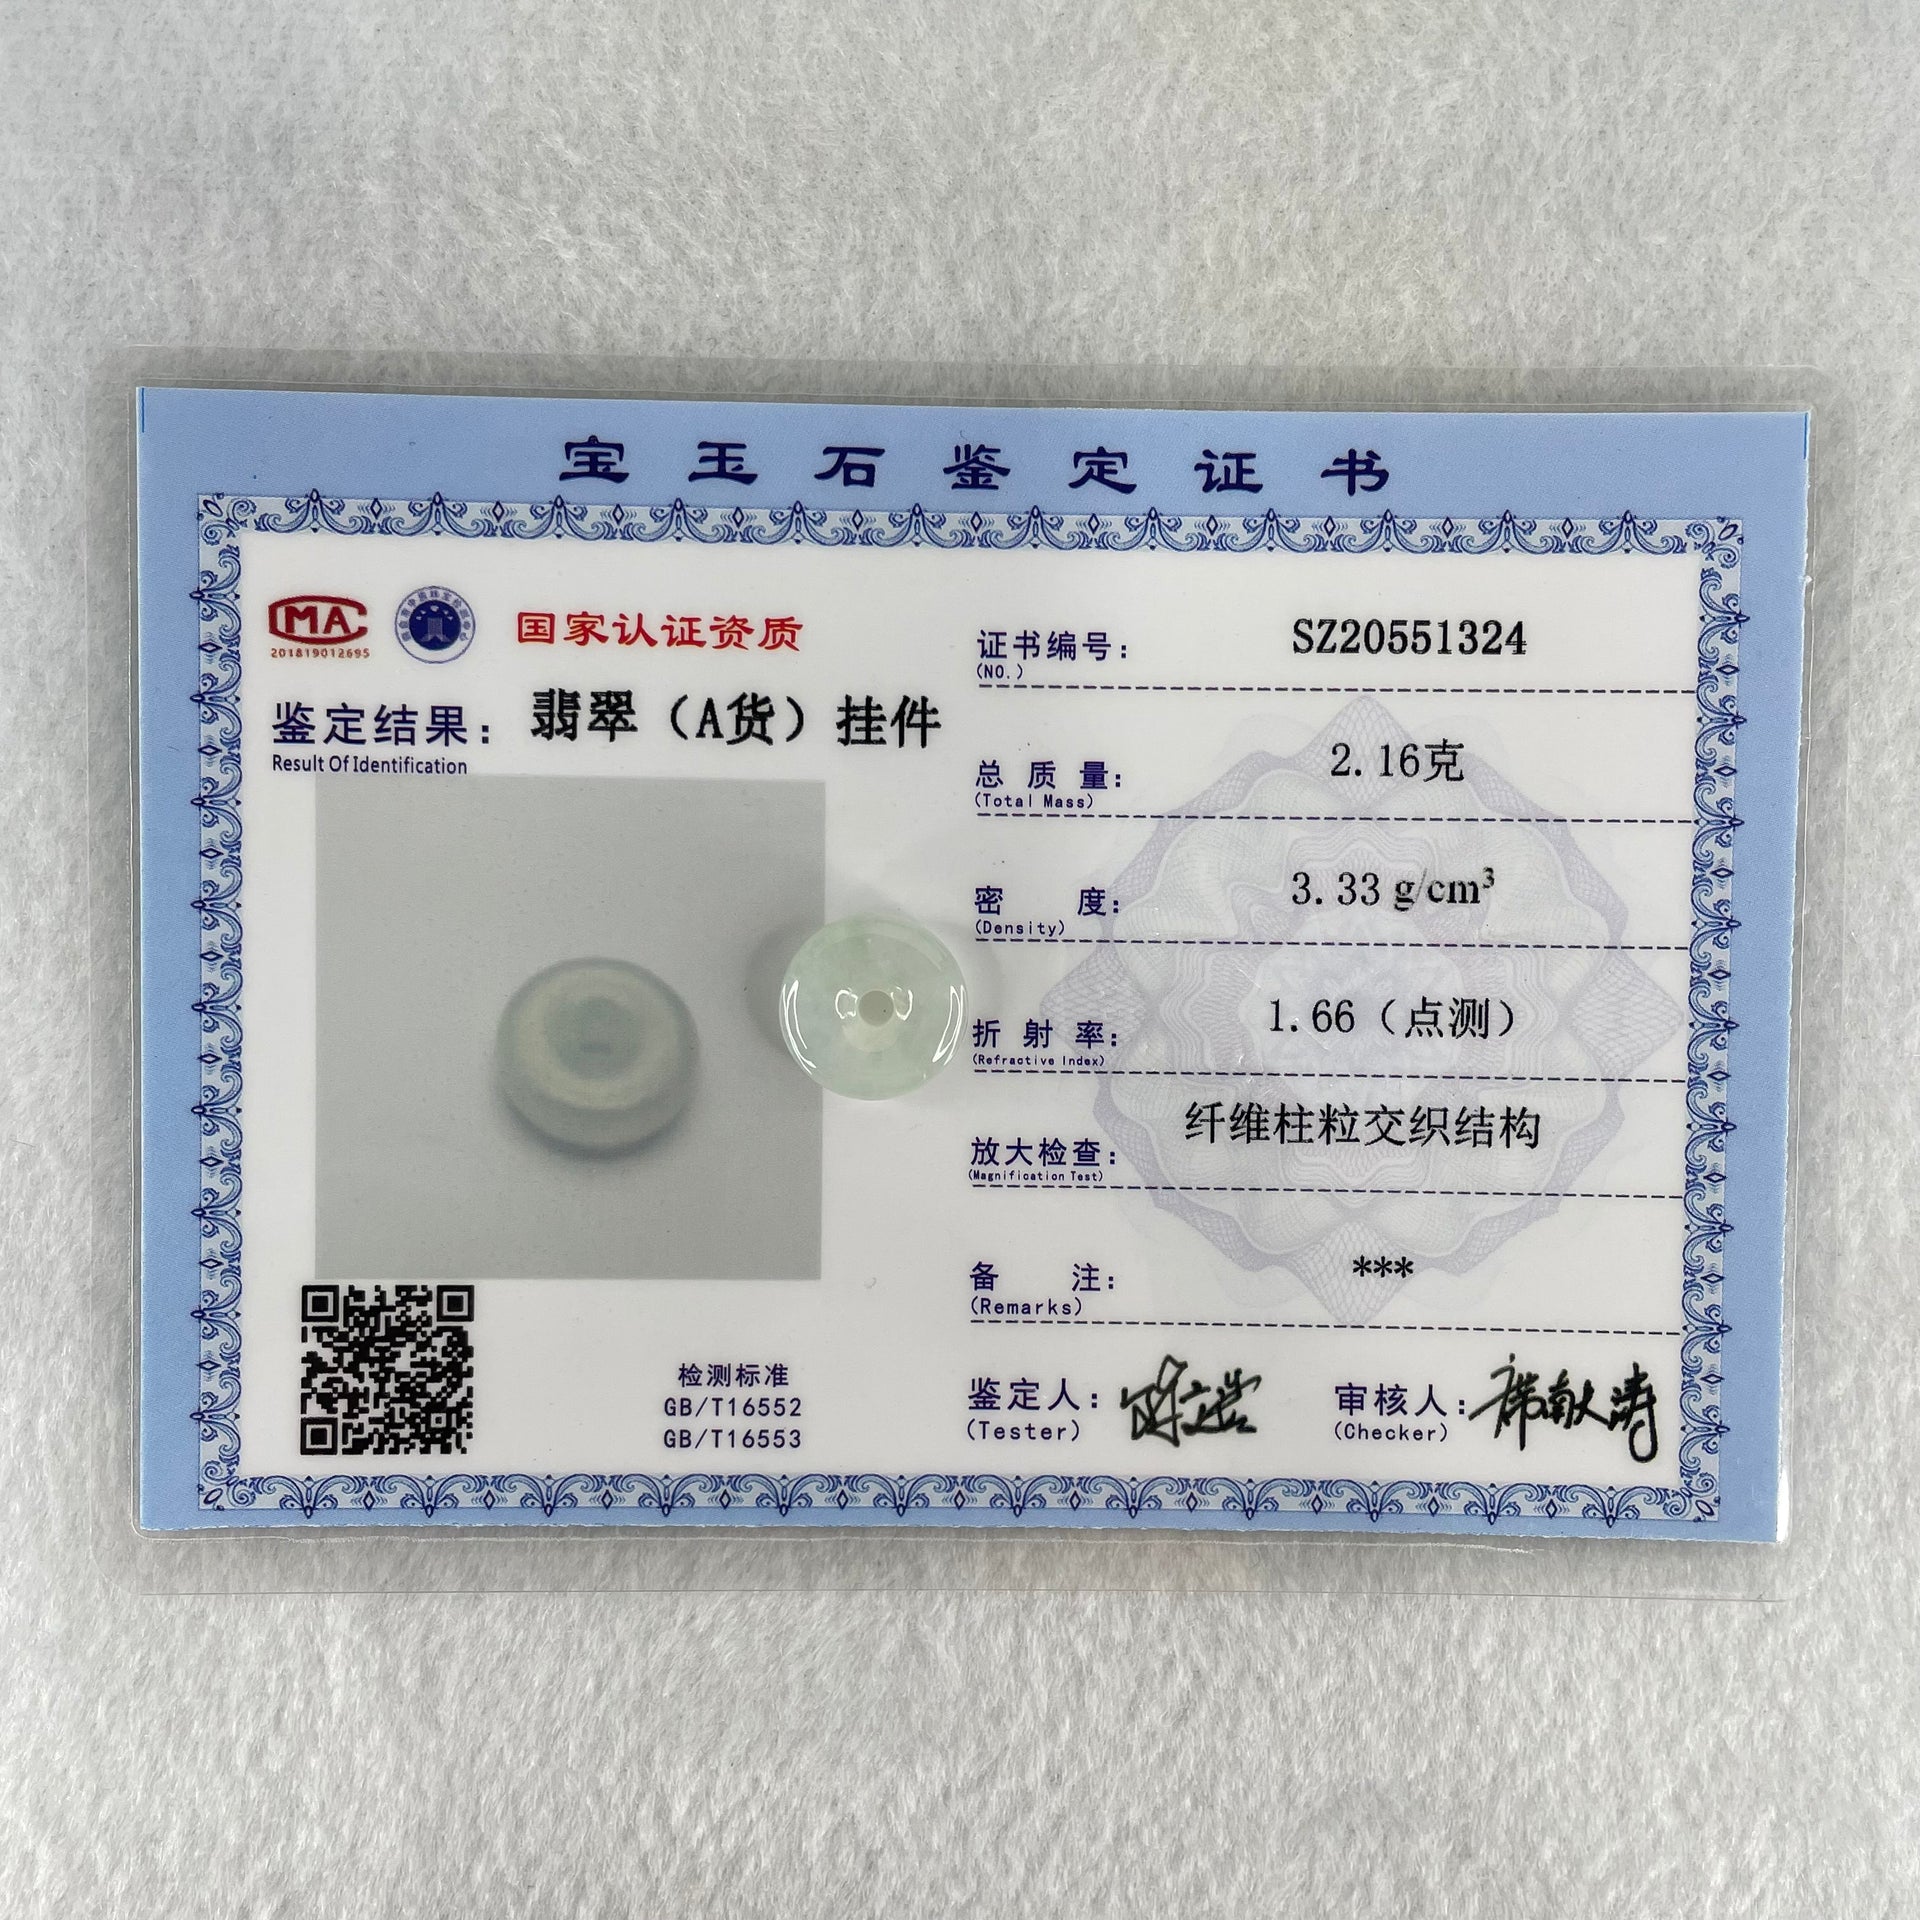 宝玉石鉴定证书
CMA
201819012695
国家认证资质
鉴定结果：翡翠（A货）挂件
Result Of Identification
证书编号：SZ20551324
(NO.)
总质量：2.16克
(Total Mass)
密度：3.33 g/cm³
(Density)
折射率：1.66（点测）
(Refractive Index)
放大检查：纤维柱粒交织结构
(Magnification Test)
备注：***
(Remarks)
检测标准
GB/T16552
GB/T16553
鉴定人：
(Tester)
审核人：
(Checker)